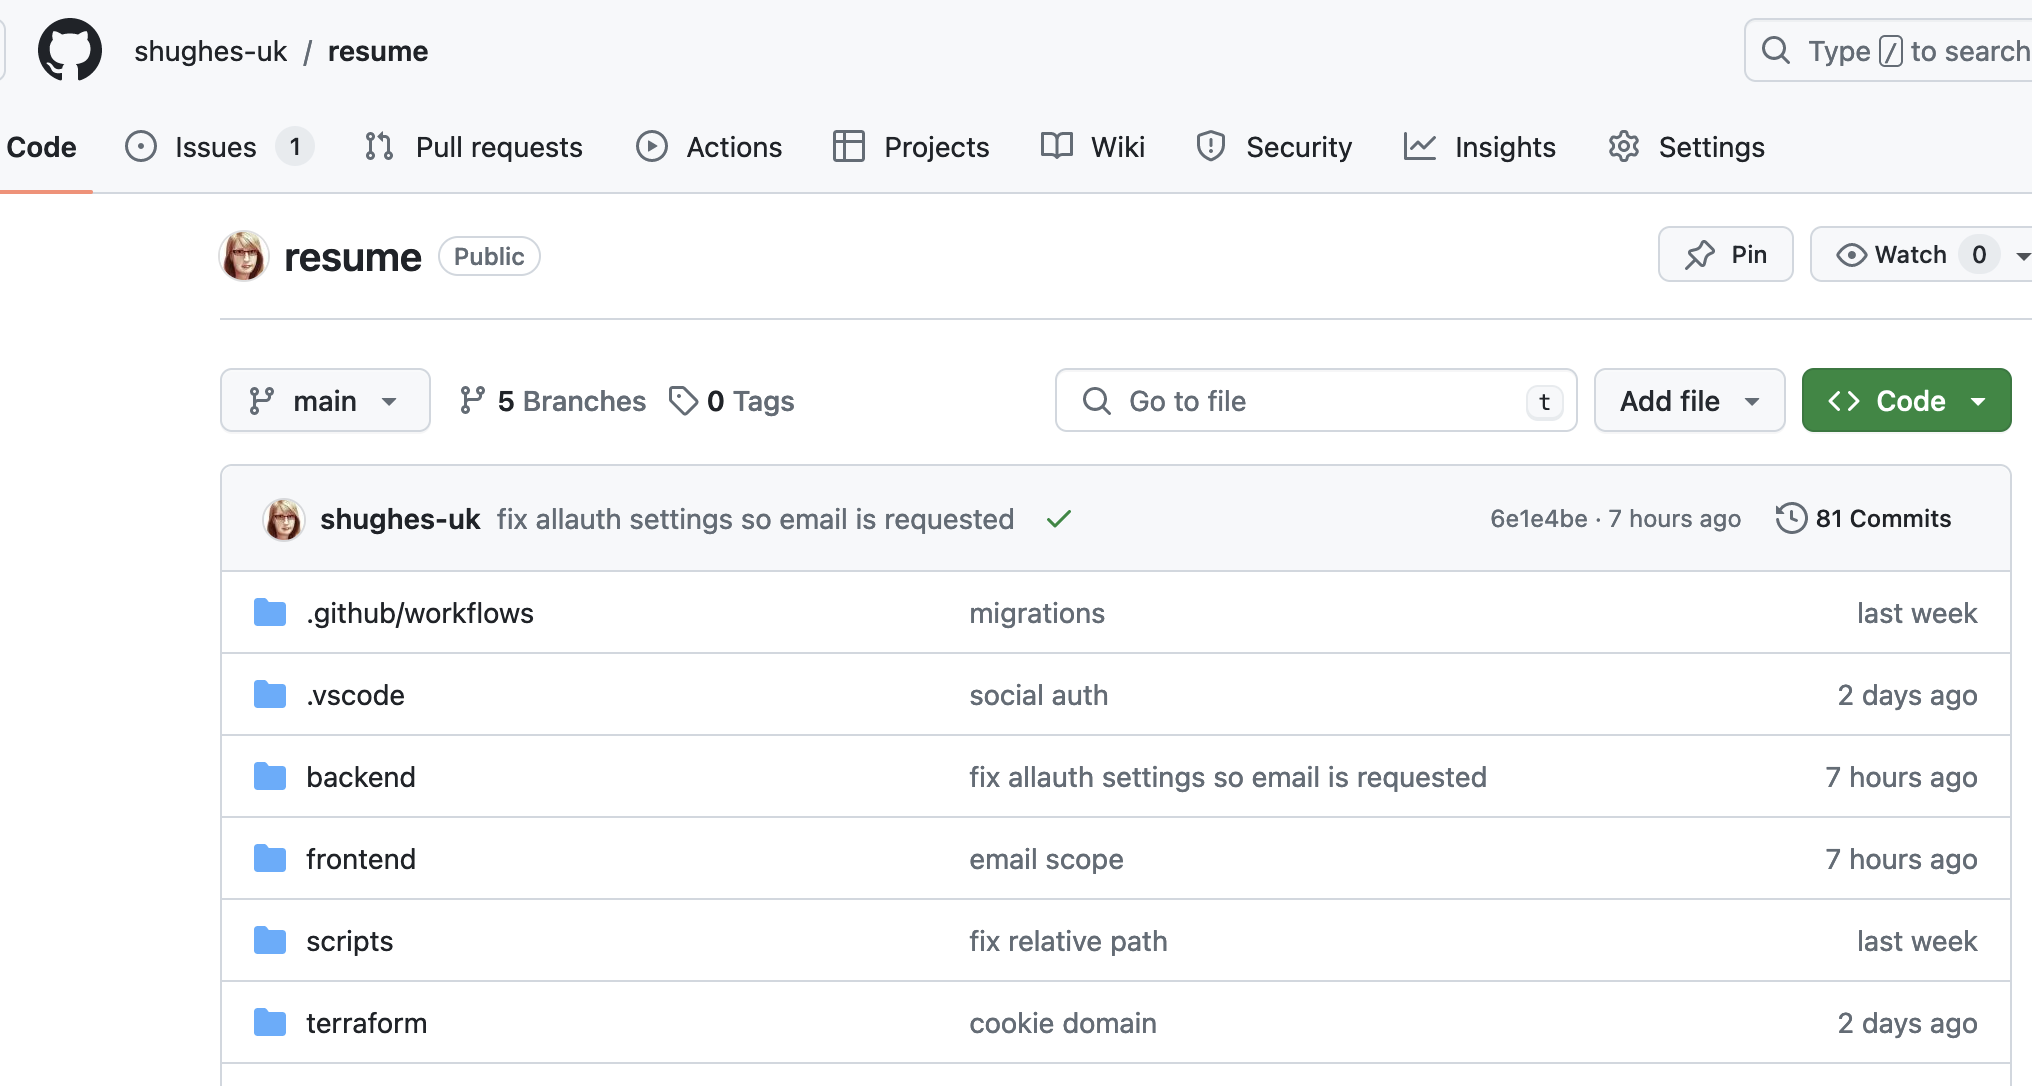 shughes-uk / resume
Type / to search
Code Issues 1 Pull requests Actions Projects Wiki Security Insights Settings
resume Public Pin Watch 0
main 5 Branches 0 Tags Go to file t Add file Code
shughes-uk fix allauth settings so email is requested 6e1e4be · 7 hours ago 81 Commits
.github/workflows migrations last week
.vscode social auth 2 days ago
backend fix allauth settings so email is requested 7 hours ago
frontend email scope 7 hours ago
scripts fix relative path last week
terraform cookie domain 2 days ago